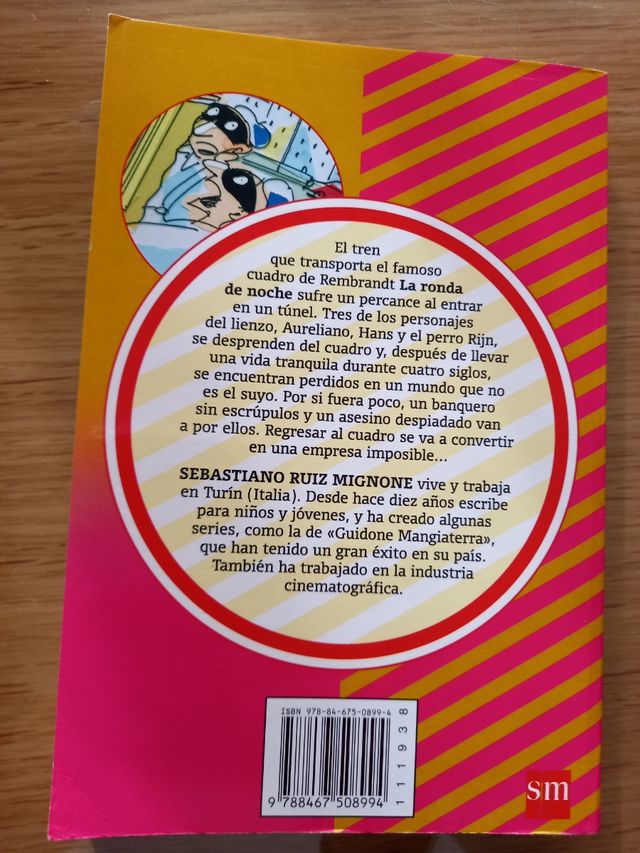 El tren
que transporta el famoso
cuadro de Rembrandt La ronda
de noche sufre un percance al entrar
en un túnel. Tres de los personajes
del lienzo, Aureliano, Hans y el perro Rijn,
se desprenden del cuadro y, después de llevar
una vida tranquila durante cuatro siglos,
se encuentran perdidos en un mundo que no
es el suyo. Por si fuera poco, un banquero
sin escrúpulos y un asesino despiadado van
a por ellos. Regresar al cuadro se va a convertir
en una empresa imposible...
SEBASTIANO RUIZ MIGNONE vive y trabaja
en Turín (Italia). Desde hace diez años escribe
para niños y jóvenes, y ha creado algunas
series, como la de «Guidone Mangiaterra»,
que han tenido un gran éxito en su país.
También ha trabajado en la industria
cinematográfica.
ISBN 978-84-675-0899-4
9 788467 508994
111938
sm